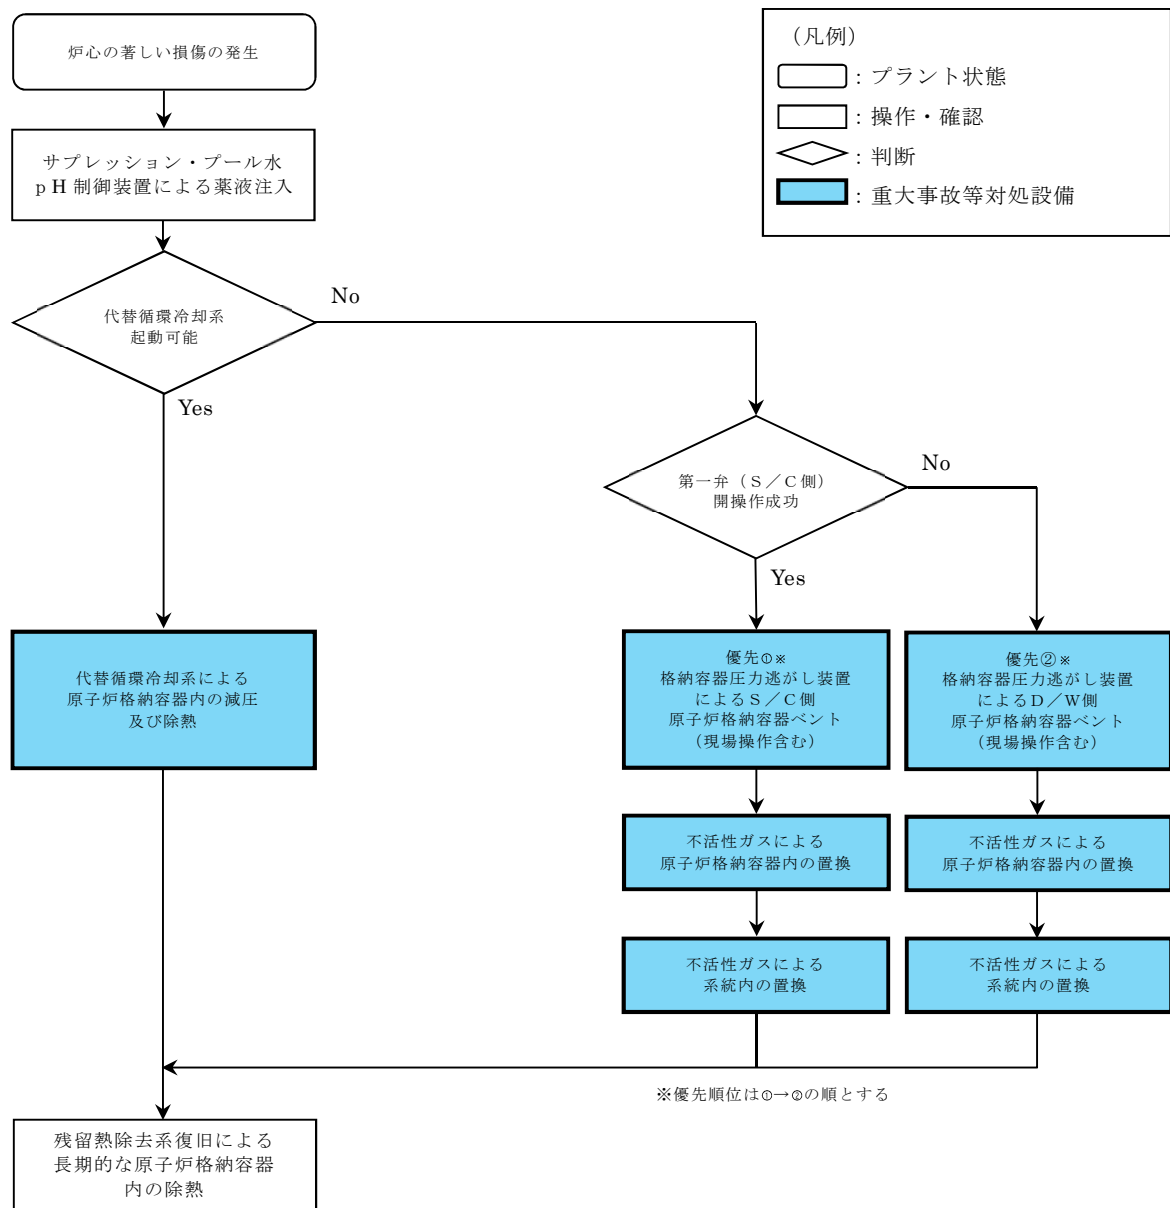 炉心の著しい損傷の発生
サプレッション・プール水
pH制御装置による薬液注入
代替循環冷却系
起動可能
No
Yes
（凡例）
：プラント状態
：操作・確認
：判断
：重大事故等対処設備
第一弁（S／C側）
開操作成功
No
Yes
代替循環冷却系による
原子炉格納容器内の減圧
及び除熱
優先①※
格納容器圧力逃がし装置
によるS／C側
原子炉格納容器ベント
（現場操作含む）
優先②※
格納容器圧力逃がし装置
によるD／W側
原子炉格納容器ベント
（現場操作含む）
不活性ガスによる
原子炉格納容器内の置換
不活性ガスによる
原子炉格納容器内の置換
不活性ガスによる
系統内の置換
不活性ガスによる
系統内の置換
※優先順位は①→②の順とする
残留熱除去系復旧による
長期的な原子炉格納容器
内の除熱